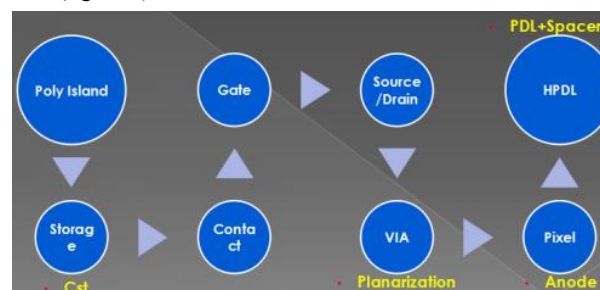 PDL+Spacer
Poly Island
Gate
Source
/Drain
HPDL
Storag
e
Conta
ct
VIA
Pixel
Cst
Planarization
Anode